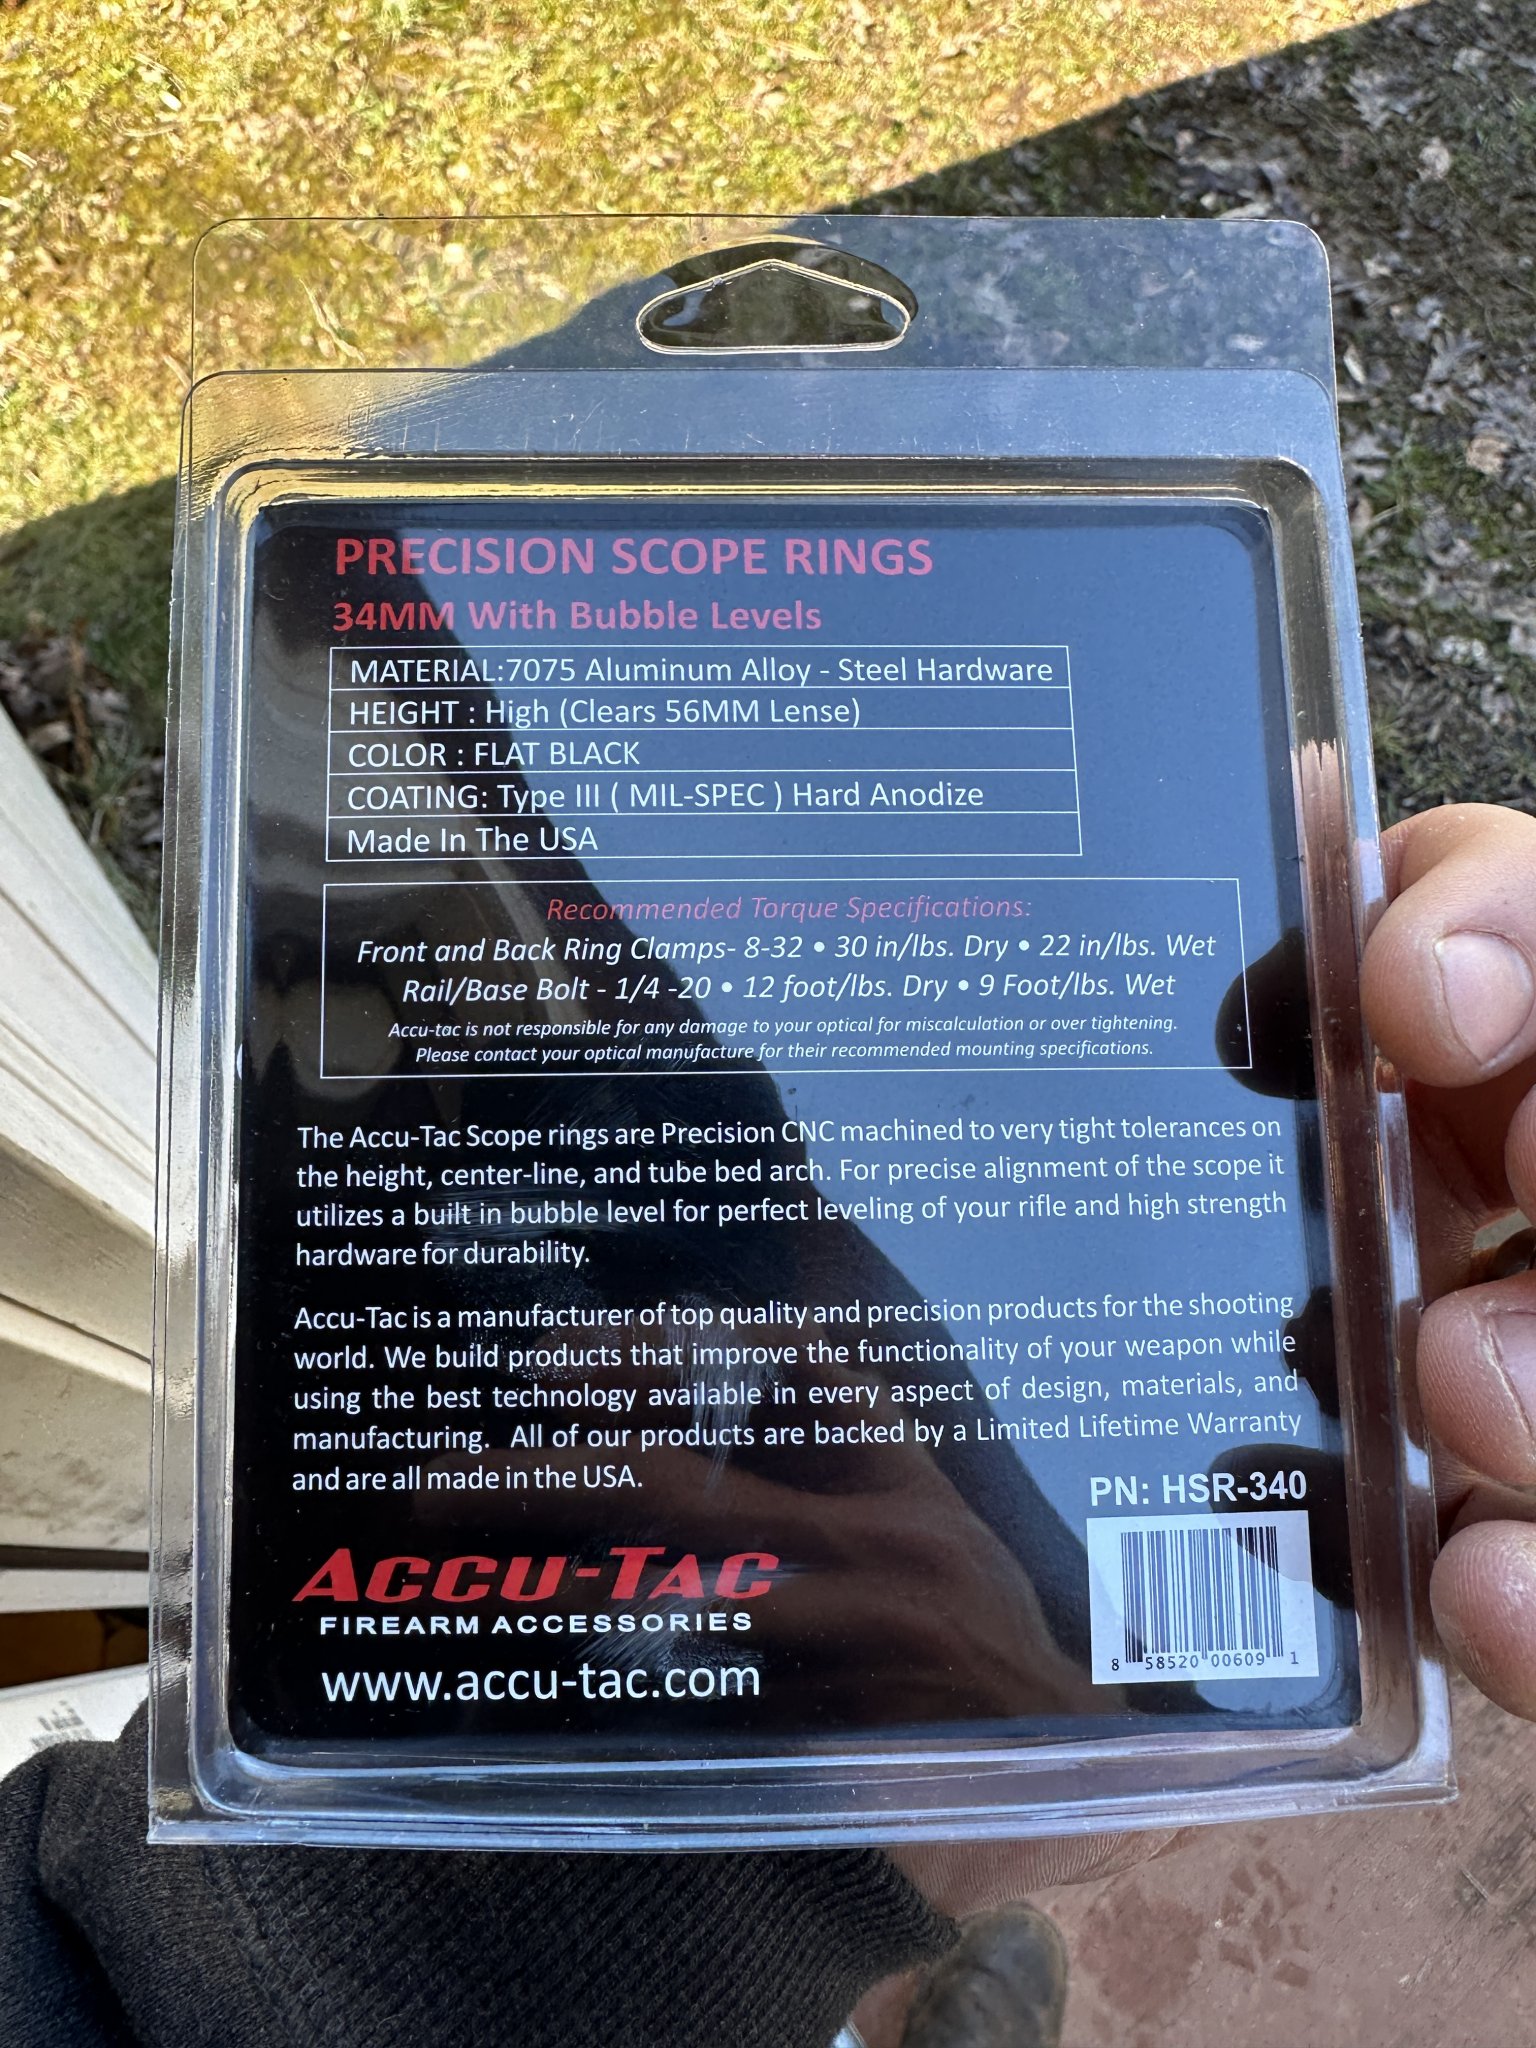 PRECISION SCOPE RINGS
34MM With Bubble Levels
MATERIAL:7075 Aluminum Alloy - Steel Hardware
HEIGHT : High (Clears 56MM Lense)
COLOR : FLAT BLACK
COATING: Type III ( MIL-SPEC ) Hard Anodize
Made In The USA
Recommended Torque Specifications:
Front and Back Ring Clamps- 8-32 • 30 in/lbs. Dry • 22 in/lbs. Wet
Rail/Base Bolt - 1/4 -20 • 12 foot/lbs. Dry • 9 Foot/lbs. Wet
Accu-tac is not responsible for any damage to your optical for miscalculation or over tightening.
Please contact your optical manufacture for their recommended mounting specifications.
The Accu-Tac Scope rings are Precision CNC machined to very tight tolerances on
the height, center-line, and tube bed arch. For precise alignment of the scope it
utilizes a built in bubble level for perfect leveling of your rifle and high strength
hardware for durability.
Accu-Tac is a manufacturer of top quality and precision products for the shooting
world. We build products that improve the functionality of your weapon while
using the best technology available in every aspect of design, materials, and
manufacturing. All of our products are backed by a Limited Lifetime Warranty
and are all made in the USA.
PN: HSR-340
8 58520 00609 1
ACCU-TAC
FIREARM ACCESSORIES
www.accu-tac.com